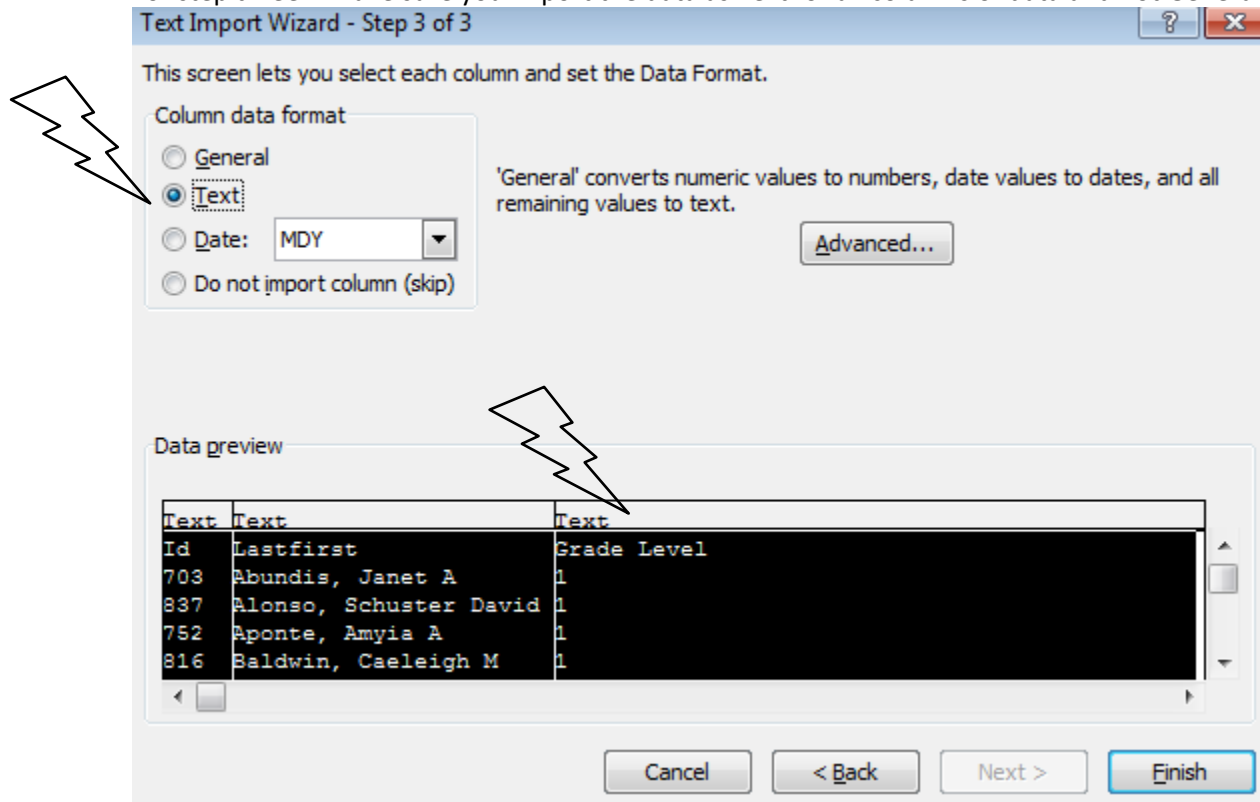 Text Import Wizard - Step 3 of 3
This screen lets you select each column and set the Data Format.
Column data format
General
Text
Date: MDY
Do not import column (skip)
'General' converts numeric values to numbers, date values to dates, and all
remaining values to text.
Advanced...
Data preview
Text Text Text
Id Lastfirst Grade Level
703 Abundis, Janet A 1
837 Alonso, Schuster David 1
752 Aponte, Amyia A 1
816 Baldwin, Caeleigh M 1
Cancel < Back Next > Finish